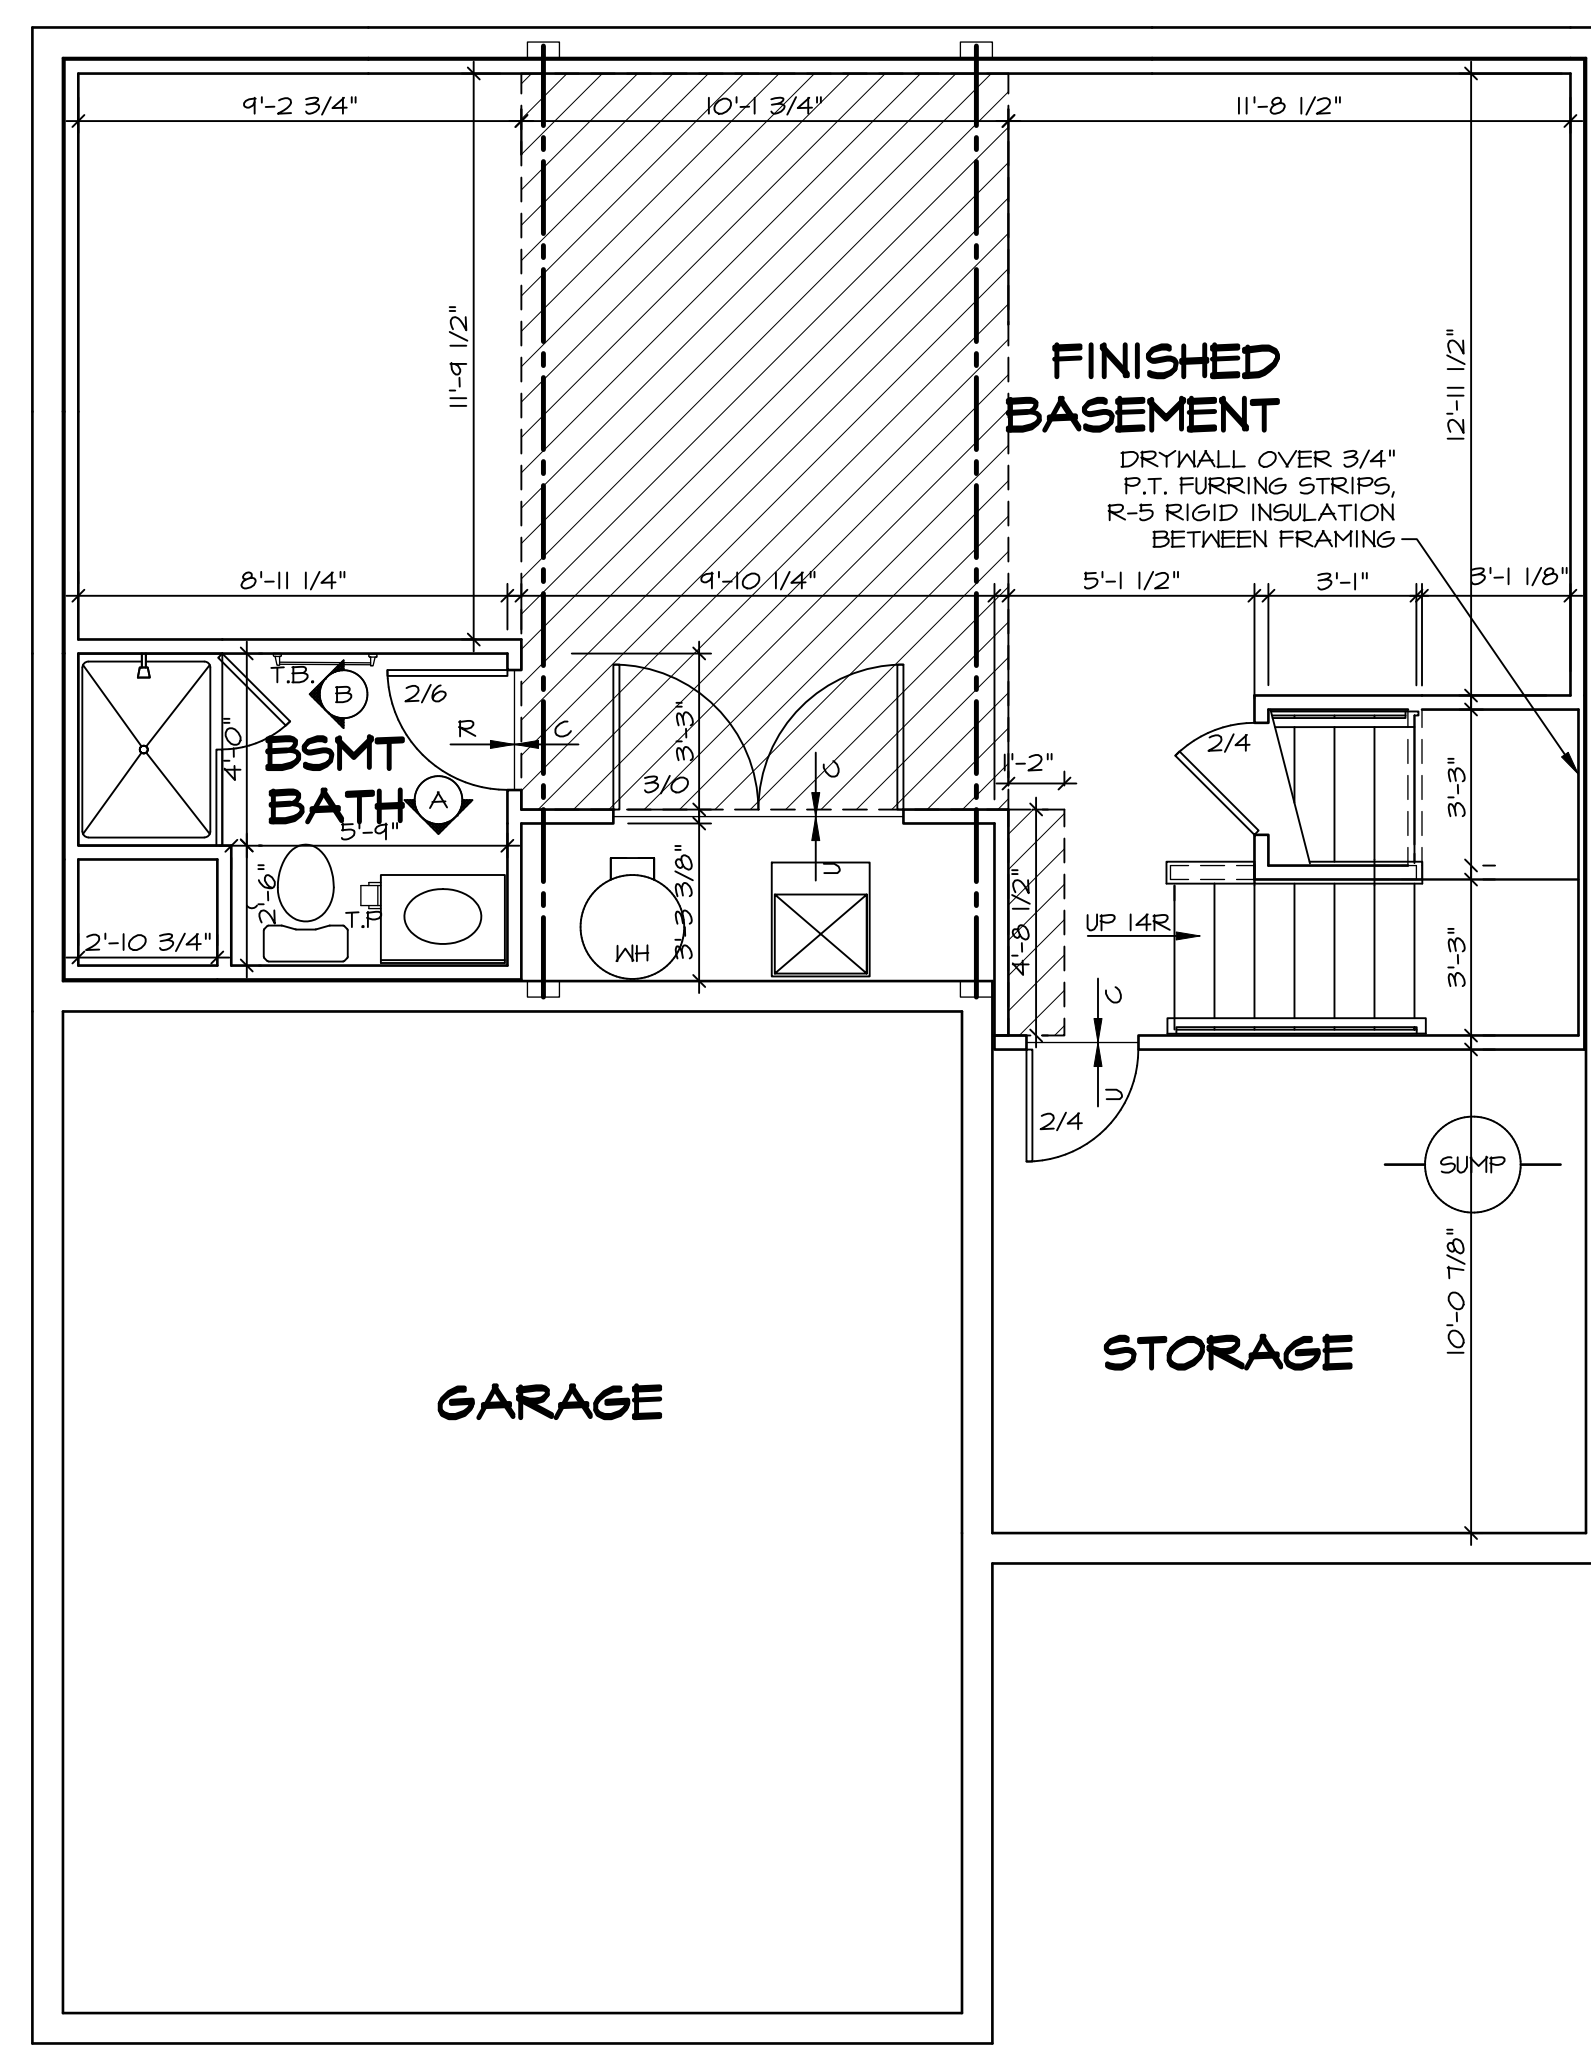 9'-2 3/4"
10'-1 3/4"
11'-8 1/2"
11'-9 1/2"
12'-11 1/2"
FINISHED
BASEMENT
DRYWALL OVER 3/4"
P.T. FURRING STRIPS,
R-5 RIGID INSULATION
BETWEEN FRAMING
8'-11 1/4"
9'-10 1/4"
5'-1 1/2"
3'-1"
3'-1 1/8"
T.B.
B
2/6
R
C
4'-0"
BSMT
BATH
A
5'-9"
3'-3"
3/0
C
U
1'-2"
2/4
3'-3"
2'-6"
T.P
2'-10 3/4"
WH
3'-3 3/8"
4'-8 1/2"
UP 14R
3'-3"
C
U
2/4
SUMP
10'-0 7/8"
STORAGE
GARAGE